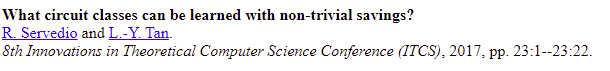 What circuit classes can be learned with non-trivial savings?
R. Servedio and L.-Y. Tan.
8th Innovations in Theoretical Computer Science Conference (ITCS), 2017, pp. 23:1--23:22.